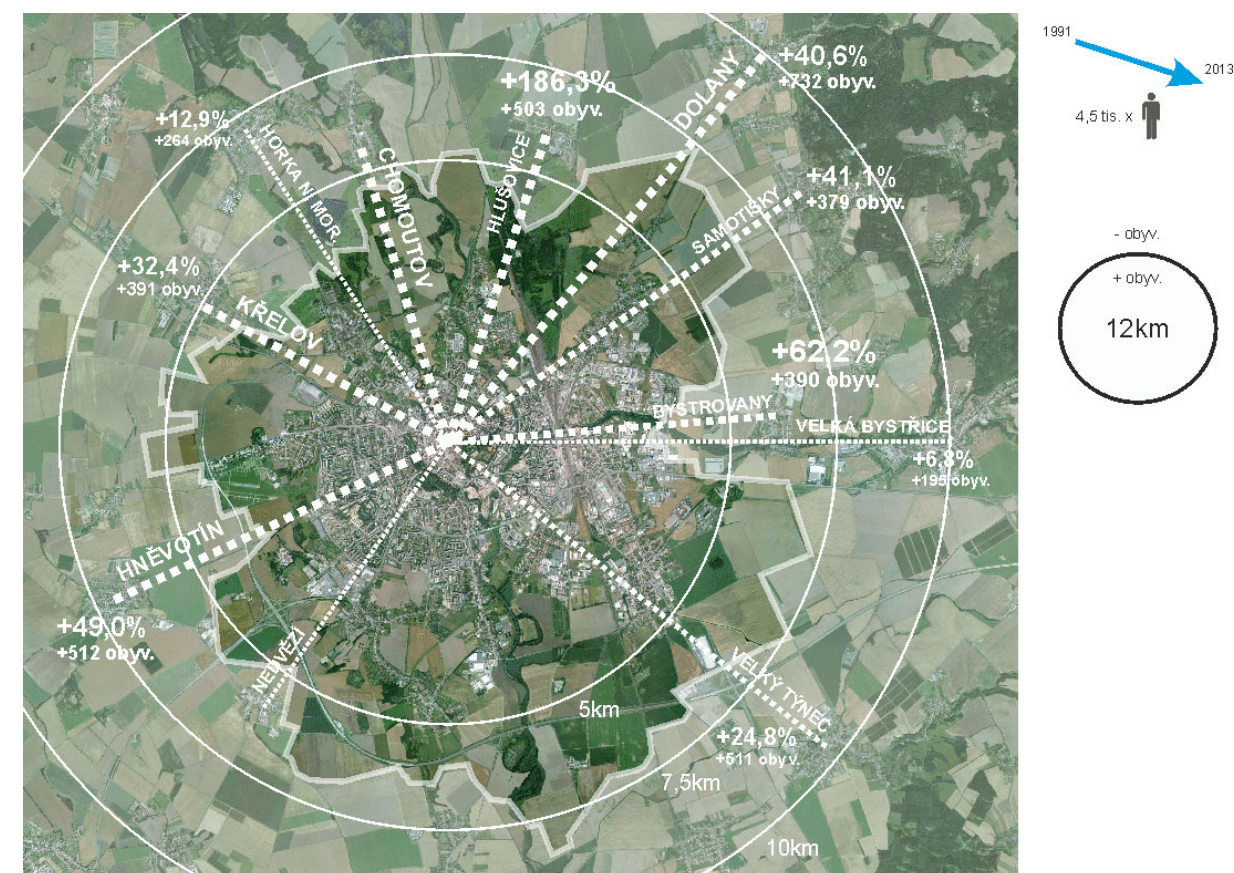 1991
2013
4,5 tis. x
- obyv.
+ obyv.
12km
+186,3%
+503 obyv.
HLUŠOVICE
+40,6%
+732 obyv.
DOLANY
+12,9%
+264 obyv.
HORKA N. MOR.
CHOMOUTOV
+41,1%
+379 obyv.
SAMOTIŠKY
+32,4%
+391 obyv.
KŘELOV
+62,2%
+390 obyv.
BYSTROVANY
VELKÁ BYSTŘICE
+6,8%
+195 obyv.
HNĚVOTÍN
+49,0%
+512 obyv.
NEDVĚZÍ
VELKÝ TÝNEC
+24,8%
+511 obyv.
5km
7,5km
10km